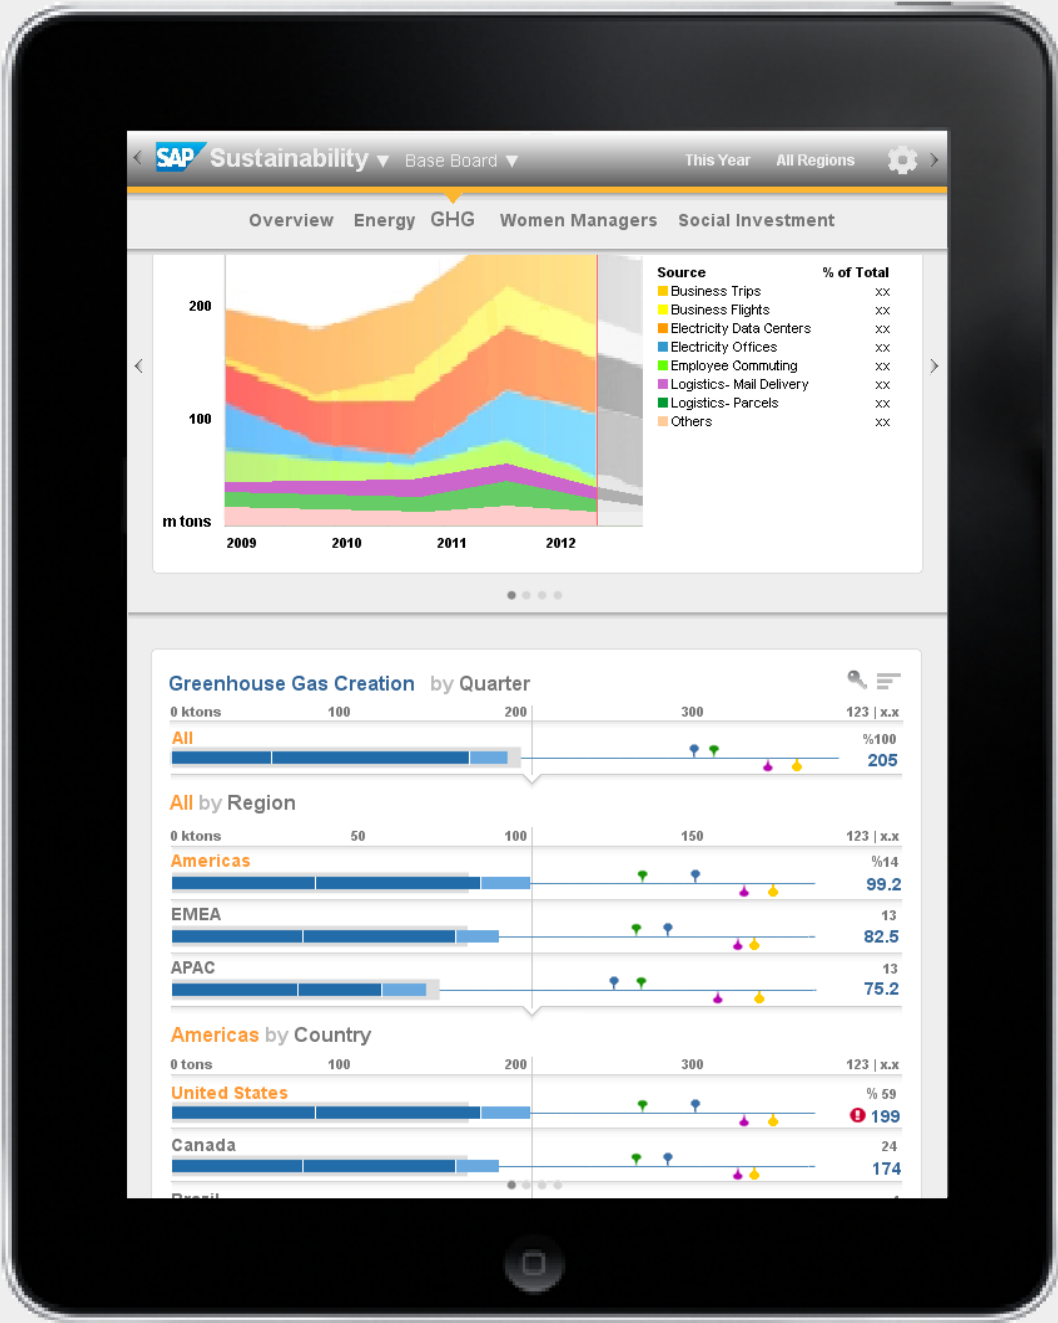 SAP Sustainability ▼ Base Board ▼ This Year All Regions
Overview Energy GHG Women Managers Social Investment
200
100
m tons
2009 2010 2011 2012
Source % of Total
Business Trips xx
Business Flights xx
Electricity Data Centers xx
Electricity Offices xx
Employee Commuting xx
Logistics- Mail Delivery xx
Logistics- Parcels xx
Others xx
Greenhouse Gas Creation by Quarter
0 ktons 100 200 300 123 | x.x
All %100
205
All by Region
0 ktons 50 100 150 123 | x.x
Americas %14
99.2
EMEA 13
82.5
APAC 13
75.2
Americas by Country
0 tons 100 200 300 123 | x.x
United States % 59
199
Canada 24
174